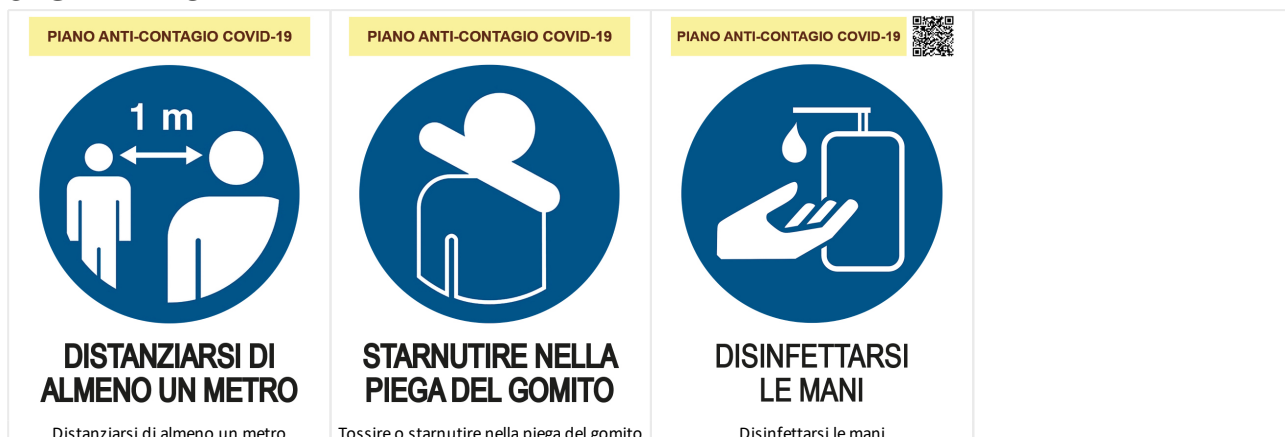 PIANO ANTI-CONTAGIO COVID-19
1 m
DISTANZIARSI DI
ALMENO UN METRO
Distanziarsi di almeno un metro
PIANO ANTI-CONTAGIO COVID-19
STARNUTIRE NELLA
PIEGA DEL GOMITO
Tossire o starnutire nella piega del gomito
PIANO ANTI-CONTAGIO COVID-19
DISINFETTARSI
LE MANI
Disinfettarsi le mani